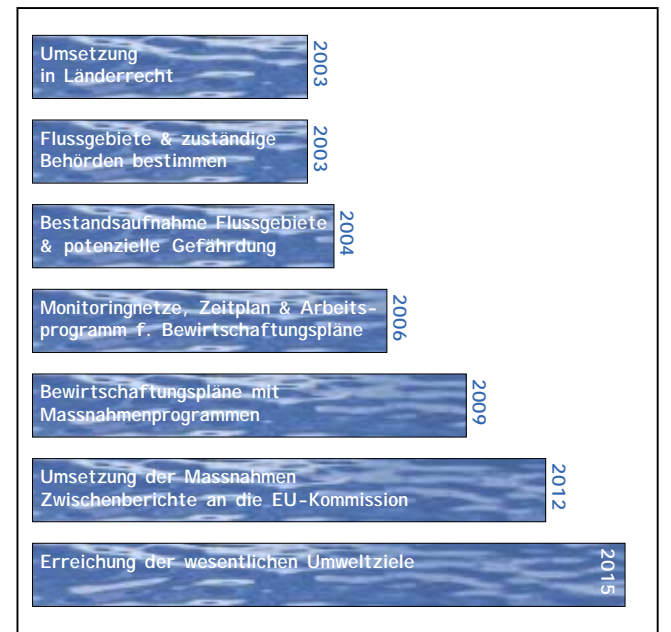 Umsetzung
in Länderrecht
2003
Flussgebiete & zuständige
Behörden bestimmen
2003
Bestandsaufnahme Flussgebiete
& potenzielle Gefährdung
2004
Monitoringnetze, Zeitplan & Arbeits-
programm f. Bewirtschaftungspläne
2006
Bewirtschaftungspläne mit
Massnahmenprogrammen
2009
Umsetzung der Massnahmen
Zwischenberichte an die EU-Kommission
2012
Erreichung der wesentlichen Umweltziele
2015